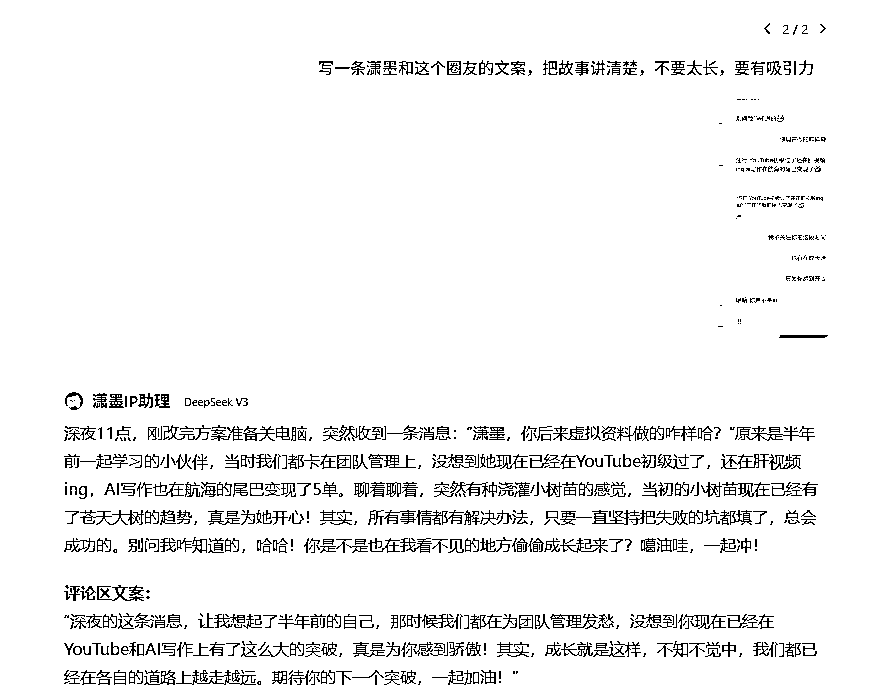 2 / 2
写一条潇墨和这个圈友的文案，把故事讲清楚，不要太长，要有吸引力
潇墨IP助理 DeepSeek V3
深夜11点，刚改完方案准备关电脑，突然收到一条消息：“潇墨，你后来虚拟资料做的咋样哈？“原来是半年
前一起学习的小伙伴，当时我们都卡在团队管理上，没想到她现在已经在YouTube初级过了，还在肝视频
ing，AI写作也在航海的尾巴变现了5单。聊着聊着，突然有种浇灌小树苗的感觉，当初的小树苗现在已经有
了苍天大树的趋势，真是为她开心！其实，所有事情都有解决办法，只要一直坚持把失败的坑都填了，总会
成功的。别问我咋知道的，哈哈！你是不是也在我看不见的地方偷偷成长起来了？噶油哇，一起冲！
评论区文案：
“深夜的这条消息，让我想起了半年前的自己，那时候我们都在为团队管理发愁，没想到你现在已经在
YouTube和AI写作上有了这么大的突破，真是为你感到骄傲！其实，成长就是这样，不知不觉中，我们都已
经在各自的道路上越走越远。期待你的下一个突破，一起加油！”